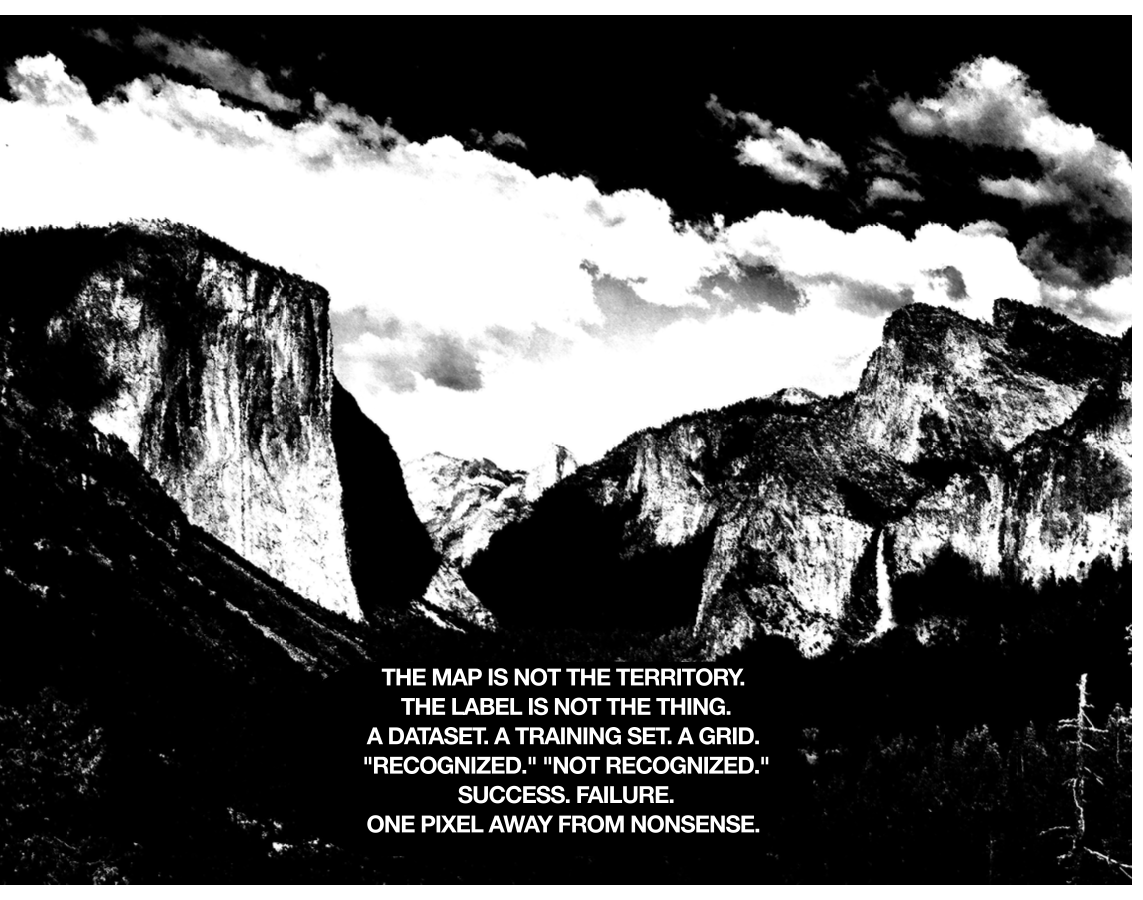 THE MAP IS NOT THE TERRITORY.
THE LABEL IS NOT THE THING.
A DATASET. A TRAINING SET. A GRID.
"RECOGNIZED." "NOT RECOGNIZED."
SUCCESS. FAILURE.
ONE PIXEL AWAY FROM NONSENSE.